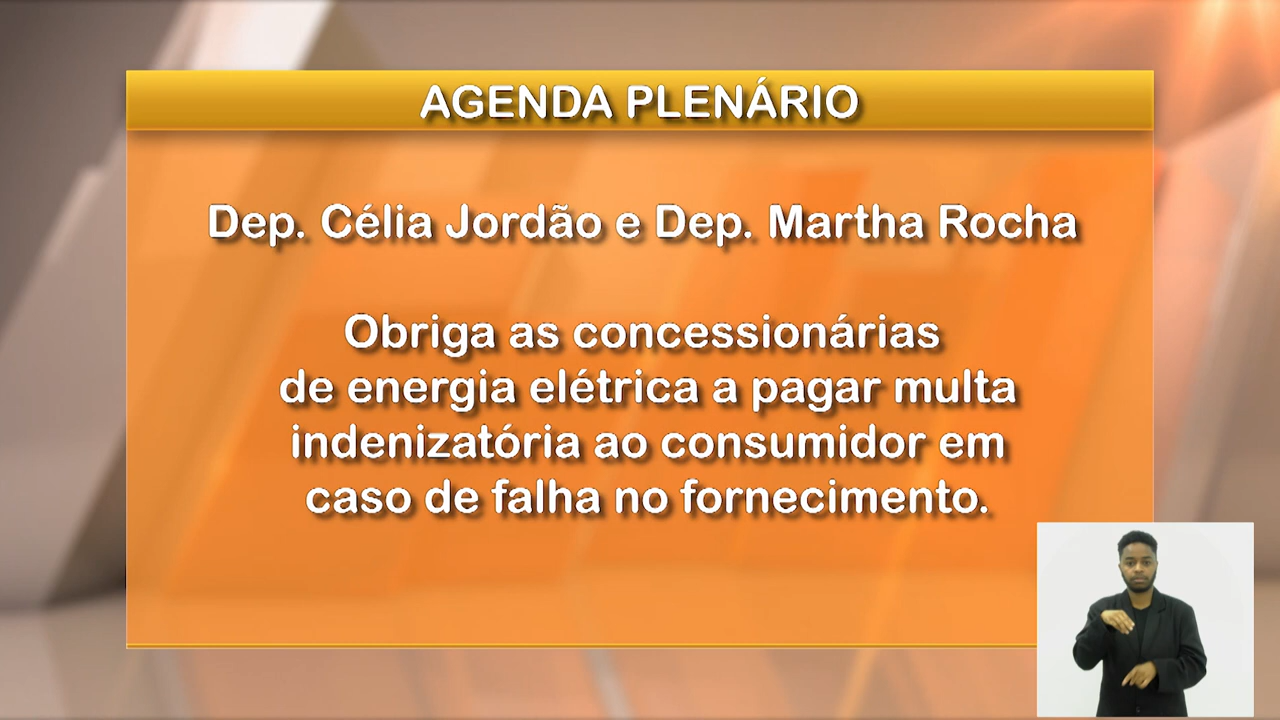 AGENDA PLENÁRIO
Dep. Célia Jordão e Dep. Martha Rocha
Obriga as concessionárias
de energia elétrica a pagar multa
indenizatória ao consumidor em
caso de falha no fornecimento.